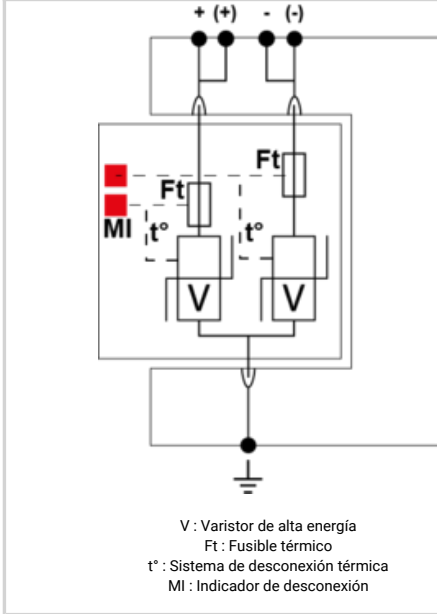 + (+) - (-)
Ft
Ft
MI
t°
t°
V
V
V : Varistor de alta energía
Ft : Fusible térmico
t° : Sistema de desconexión térmica
MI : Indicador de desconexión